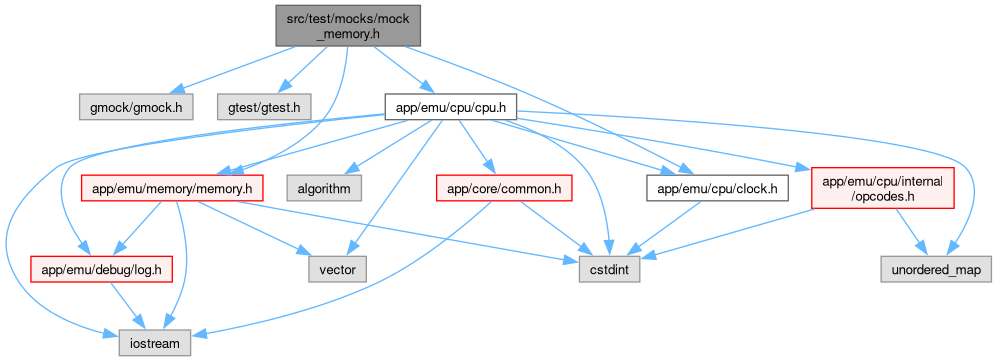 src/test/mocks/mock
_memory.h
gmock/gmock.h
gtest/gtest.h
app/emu/cpu/cpu.h
app/emu/memory/memory.h
algorithm
app/core/common.h
app/emu/cpu/clock.h
app/emu/cpu/internal
/opcodes.h
app/emu/debug/log.h
vector
cstdint
unordered_map
iostream